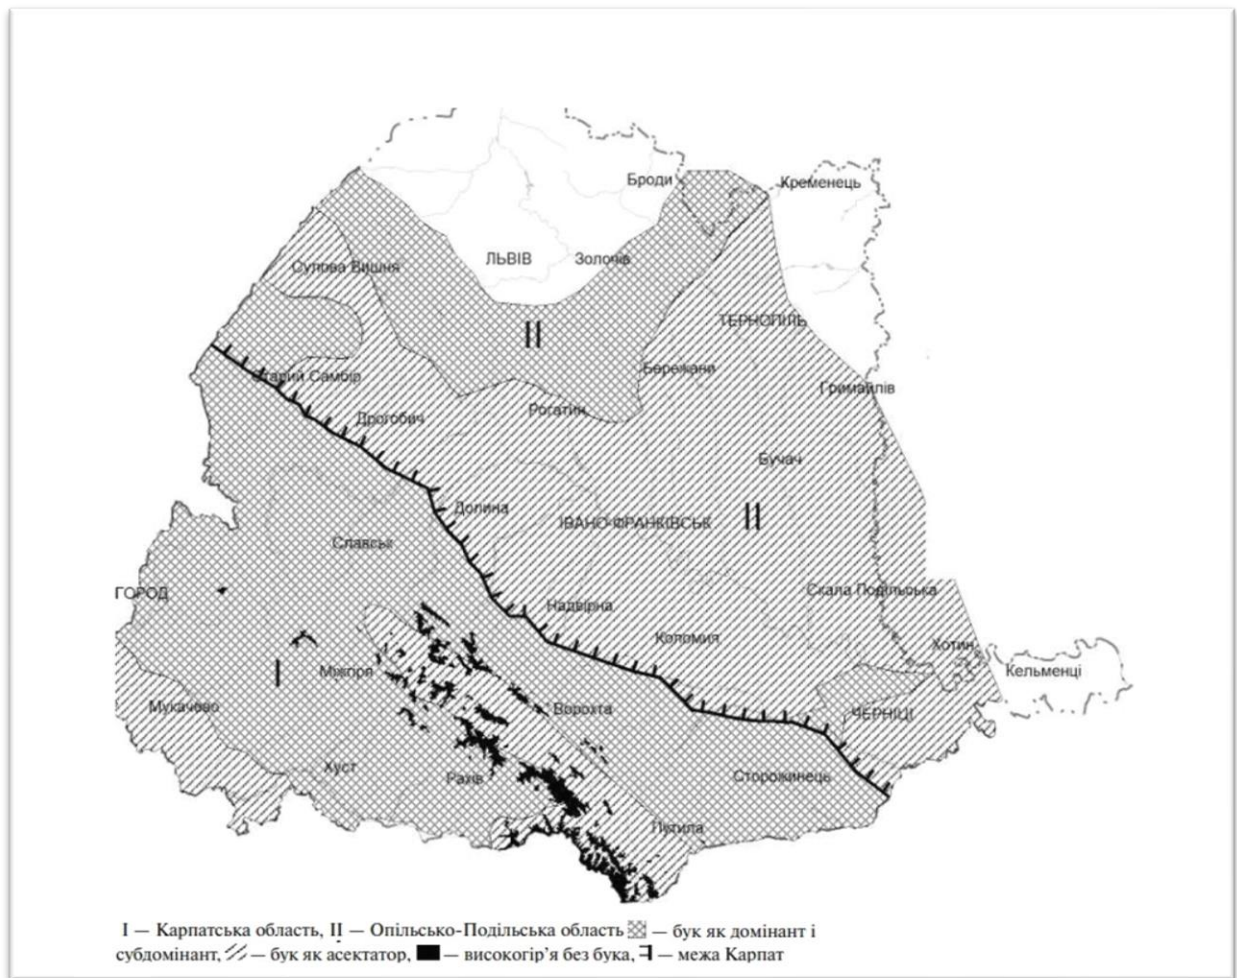 Броди
Кременець
Судова Вишня
ЛЬВІВ
Золочів
II
ТЕРНОПІЛЬ
Бережани
Старий Самбір
Гримайлів
Дрогобич
Рогатин
Бучач
Долина
ІВАНО-ФРАНКІВСЬК
II
Славськ
ГОРОД
Скала Подільська
Надвірна
Коломия
Хотин
Кельменці
I
Міжгіря
Мукачево
Ворохта
ЧЕРНІЦІ
Хуст
Рахів
Сторожинець
Путила
I — Карпатська область, II — Опільсько-Подільська область — бук як домінант і
субдомінант, — бук як асектатор, — високогір’я без бука, — межа Карпат